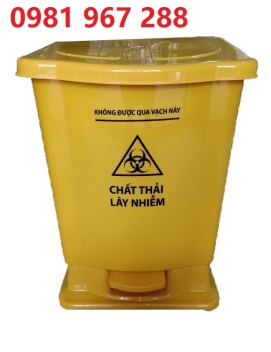 0981 967 288
KHÔNG ĐƯỢC QUA VẠCH NÀY
CHẤT THẢI
LÂY NHIỄM